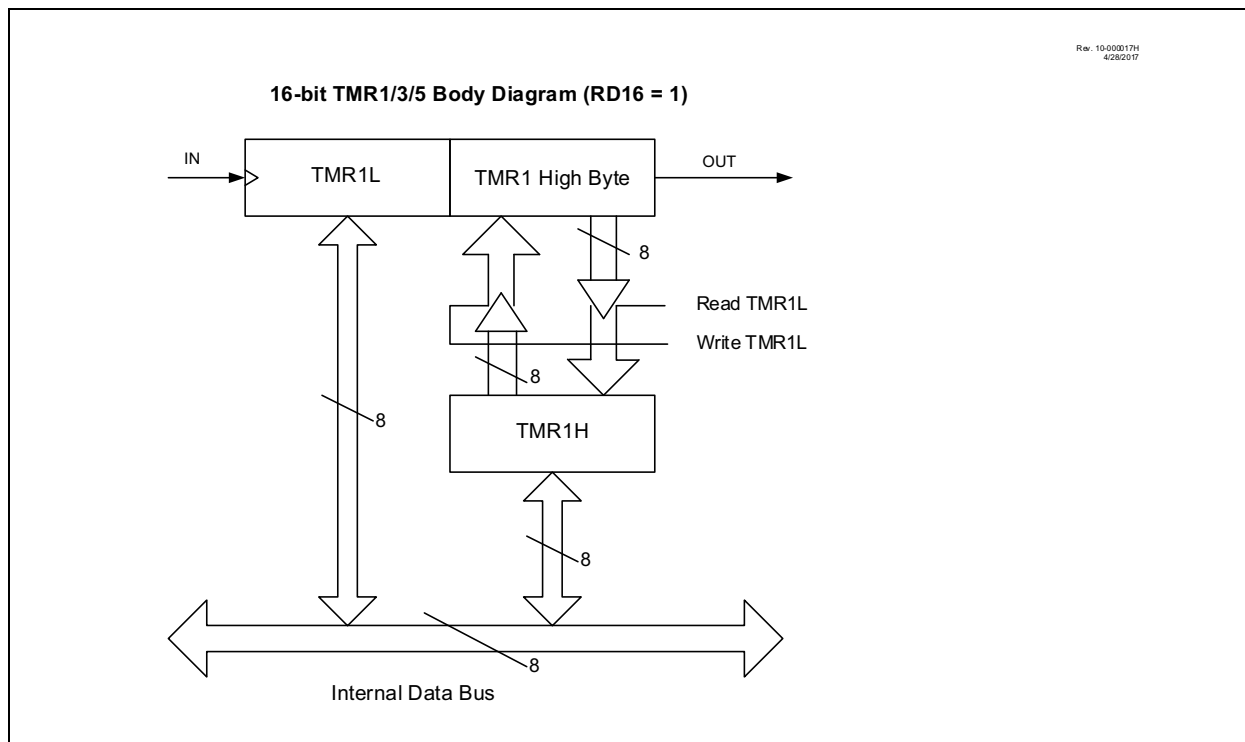 Rev. 10-000017H
4/28/2017
16-bit TMR1/3/5 Body Diagram (RD16 = 1)
IN
TMR1L
TMR1 High Byte
OUT
8
Read TMR1L
Write TMR1L
8
8
TMR1H
8
8
Internal Data Bus